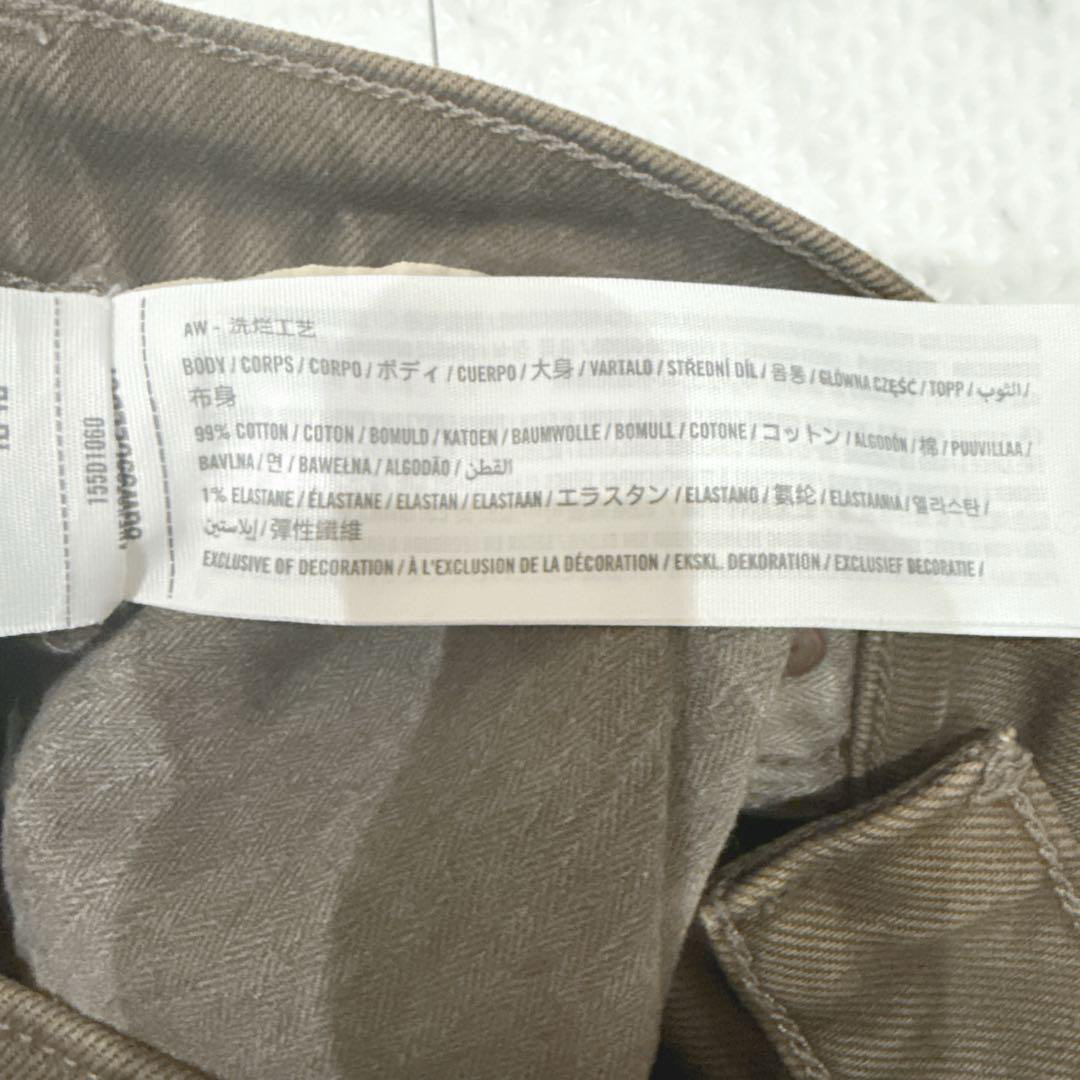 155D1060
AW - 洗烂工艺
BODY / CORPS / CORPO / ボディ / CUERPO / 大身 / VARTALO / STŘEDNÍ DÍL / 몸통 / GŁÓWNA CZĘŚĆ / TOPP / الثوب /
布身
99% COTTON / COTON / BOMULD / KATOEN / BAUMWOLLE / BOMULL / COTONE / コットン / ALGODÓN / 棉 / PUUVILLAA /
BAVLNA / 면 / BAWEŁNA / ALGODÃO / القطن
1% ELASTANE / ÉLASTANE / ELASTAN / ELASTAAN / エラスタン / ELASTANO / 氨纶 / ELASTAANIA / 엘라스탄 /
إيلاستين / 彈性纖維
EXCLUSIVE OF DECORATION / À L'EXCLUSION DE LA DÉCORATION / EKSKL. DEKORATION / EXCLUSIEF DECORATIE /